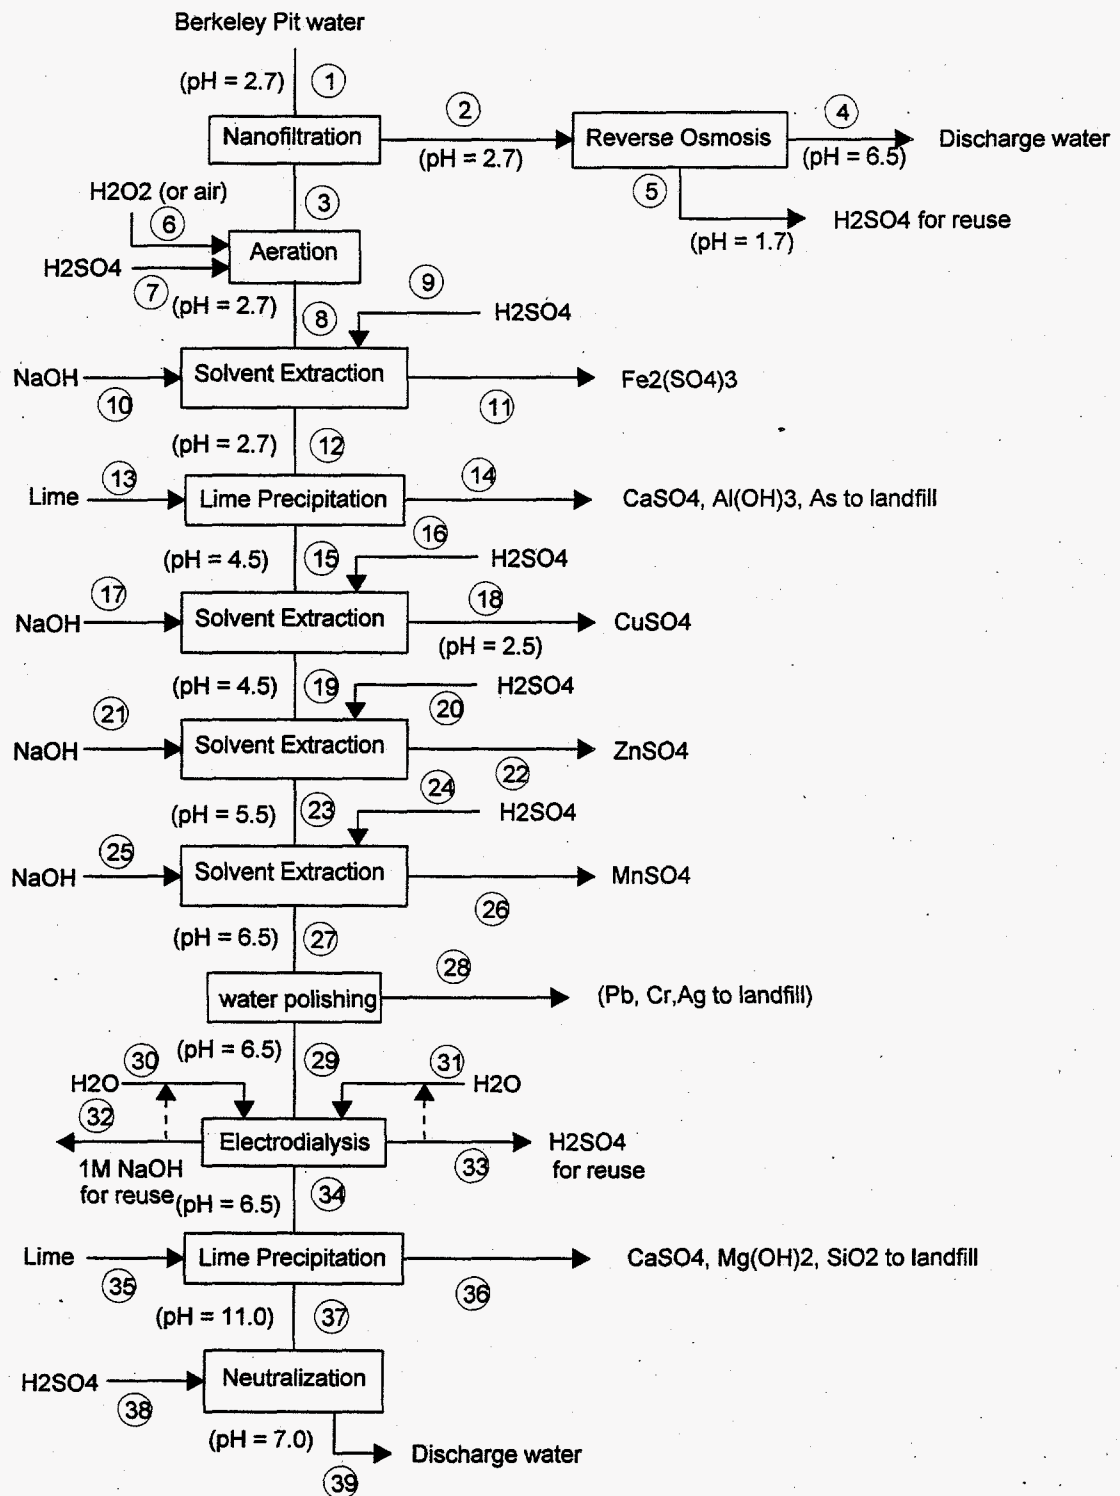 Berkeley Pit water
(pH = 2.7) 1
2 4
Nanofiltration Reverse Osmosis Discharge water
(pH = 2.7) (pH = 6.5)
H2O2 (or air) 3 5
6 H2SO4 for reuse
Aeration (pH = 1.7)
H2SO4
7 (pH = 2.7) 8 9 H2SO4
NaOH Solvent Extraction Fe2(SO4)3
10 11
(pH = 2.7) 12
13 14
Lime Lime Precipitation CaSO4, Al(OH)3, As to landfill
16
(pH = 4.5) 15 H2SO4
17 18
NaOH Solvent Extraction CuSO4
(pH = 2.5)
(pH = 4.5) 19 H2SO4
21 20
NaOH Solvent Extraction ZnSO4
22
24
(pH = 5.5) 23 H2SO4
25
NaOH Solvent Extraction MnSO4
26
(pH = 6.5) 27
28
water polishing (Pb, Cr,Ag to landfill)
(pH = 6.5)
30 29 31
H2O H2O
32
Electrodialysis H2SO4
1M NaOH 33 for reuse
for reuse (pH = 6.5) 34
Lime Lime Precipitation CaSO4, Mg(OH)2, SiO2 to landfill
35 36
(pH = 11.0) 37
H2SO4 Neutralization
38
(pH = 7.0) Discharge water
39